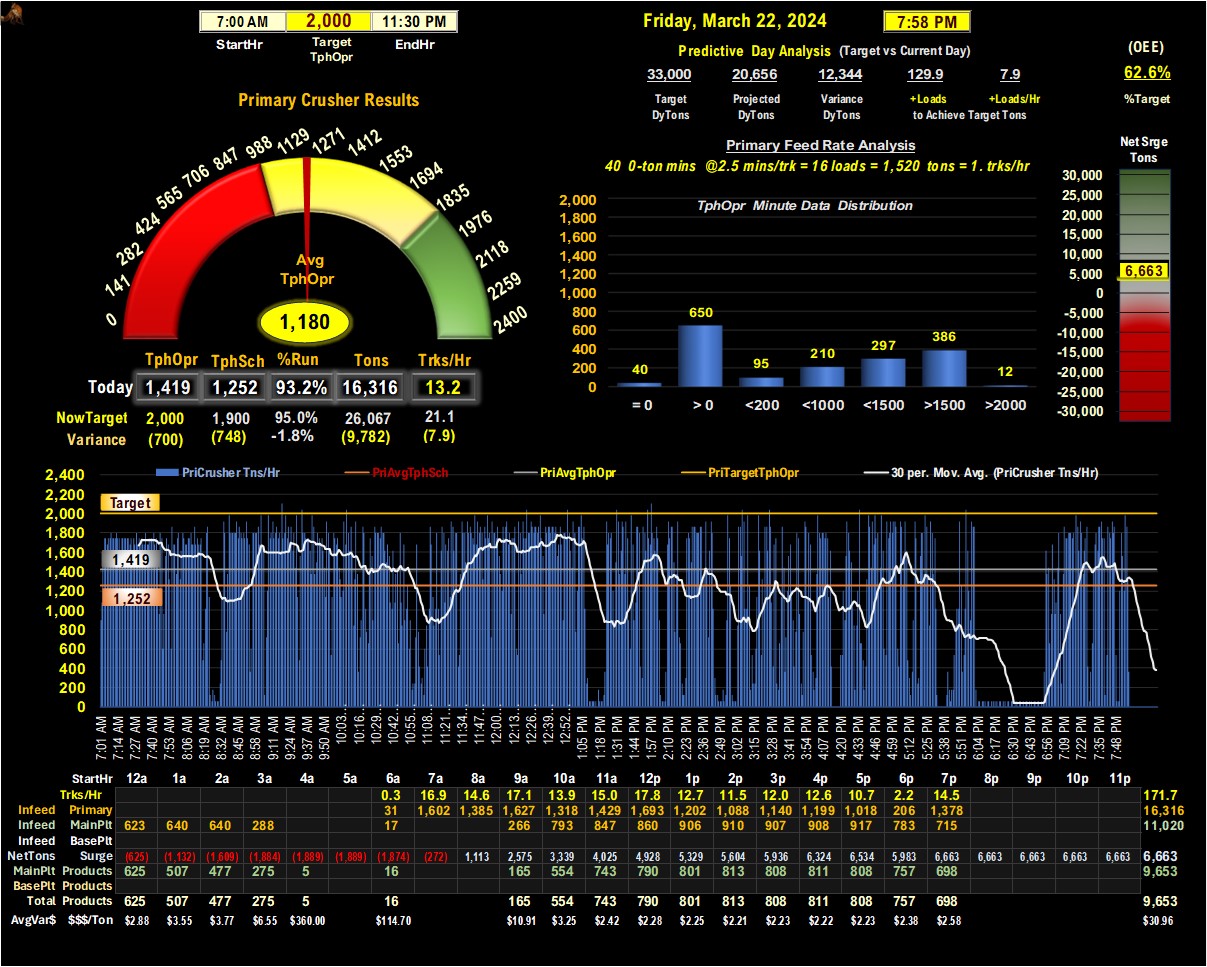 7:00 AM 2,000 11:30 PM
StartHr Target TphOpr EndHr
Friday, March 22, 2024 7:58 PM
Predictive Day Analysis (Target vs Current Day)
33,000 20,656 12,344 129.9 7.9
Target DyTons Projected DyTons Variance DyTons +Loads +Loads/Hr
to Achieve Target Tons
(OEE)
62.6%
%Target
Primary Crusher Results
0 141 282 424 565 706 847 988 1129 1271 1412 1553 1694 1835 1976 2118 2259 2400
Avg
TphOpr
1,180
TphOpr TphSch %Run Tons Trks/Hr
Today 1,419 1,252 93.2% 16,316 13.2
NowTarget 2,000 1,900 95.0% 26,067 21.1
Variance (700) (748) -1.8% (9,782) (7.9)
Primary Feed Rate Analysis
40 0-ton mins @2.5 mins/trk = 16 loads = 1,520 tons = 1. trks/hr
TphOpr Minute Data Distribution
2,000
1,800
1,600
1,400
1,200
1,000
800
600
400
200
0
40 650 95 210 297 386 12
= 0 > 0 <200 <1000 <1500 >1500 >2000
Net Srge
Tons
30,000
25,000
20,000
15,000
10,000
5,000
0
-5,000
-10,000
-15,000
-20,000
-25,000
-30,000
6,663
PriCrusher Tns/Hr PriAvgTphSch PriAvgTphOpr PriTargetTphOpr 30 per. Mov. Avg. (PriCrusher Tns/Hr)
2,400
2,200
2,000
1,800
1,600
1,400
1,200
1,000
800
600
400
200
0
Target
1,419
1,252
7:01 AM 7:14 AM 7:27 AM 7:40 AM 7:53 AM 8:06 AM 8:19 AM 8:32 AM 8:45 AM 8:58 AM 9:11 AM 9:24 AM 9:37 AM 9:50 AM 10:03… 10:16… 10:29… 10:42… 10:55… 11:08… 11:21… 11:34… 11:47… 12:00… 12:13… 12:26… 12:39… 12:52… 1:05 PM 1:18 PM 1:31 PM 1:44 PM 1:57 PM 2:10 PM 2:23 PM 2:36 PM 2:49 PM 3:02 PM 3:15 PM 3:28 PM 3:41 PM 3:54 PM 4:07 PM 4:20 PM 4:33 PM 4:46 PM 4:59 PM 5:12 PM 5:25 PM 5:38 PM 5:51 PM 6:04 PM 6:17 PM 6:30 PM 6:43 PM 6:56 PM 7:09 PM 7:22 PM 7:35 PM 7:48 PM
StartHr 12a 1a 2a 3a 4a 5a 6a 7a 8a 9a 10a 11a 12p 1p 2p 3p 4p 5p 6p 7p 8p 9p 10p 11p
Trks/Hr 0.3 16.9 14.6 17.1 13.9 15.0 17.8 12.7 11.5 12.0 12.6 10.7 2.2 14.5 171.7
Infeed Primary 31 1,602 1,385 1,627 1,318 1,429 1,693 1,202 1,088 1,140 1,199 1,018 206 1,378 16,316
Infeed MainPlt 623 640 640 288 17 266 793 847 860 906 910 907 908 917 783 715 11,020
Infeed BasePlt
NetTons Surge (625) (1,132) (1,609) (1,884) (1,889) (1,889) (1,874) (272) 1,113 2,575 3,339 4,025 4,928 5,329 5,604 5,936 6,324 6,534 5,983 6,663 6,663 6,663 6,663 6,663 6,663
MainPlt Products 625 507 477 275 5 16 165 554 743 790 801 813 808 811 808 757 698 9,653
BasePlt Products
Total Products 625 507 477 275 5 16 165 554 743 790 801 813 808 811 808 757 698 9,653
AvgVar$ $$$/Ton $2.88 $3.55 $3.77 $6.55 $360.00 $114.70 $10.91 $3.25 $2.42 $2.28 $2.25 $2.21 $2.23 $2.22 $2.23 $2.38 $2.58 $30.96